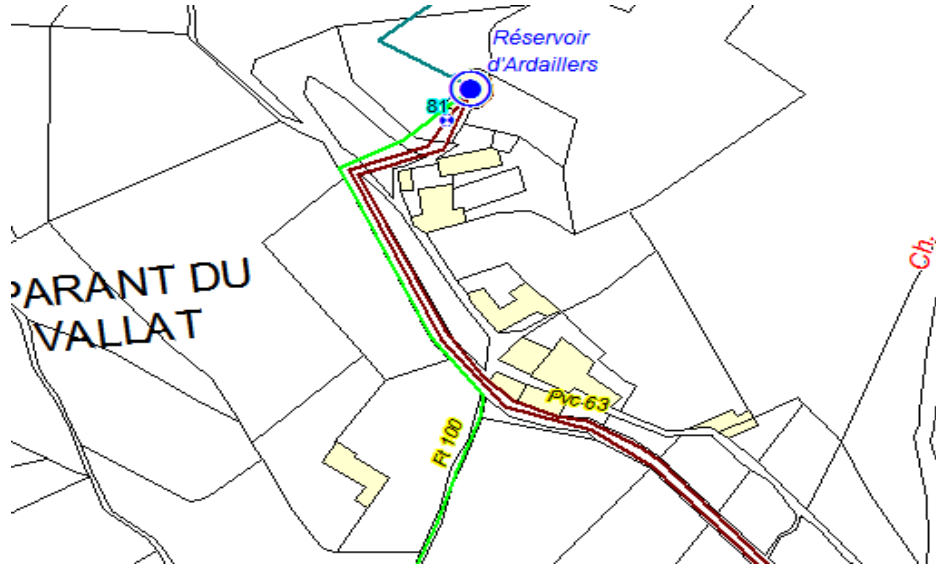 Réservoir
d'Ardaillers
81
Ch.
PARANT DU
VALLAT
Pvc 63
Ft 100